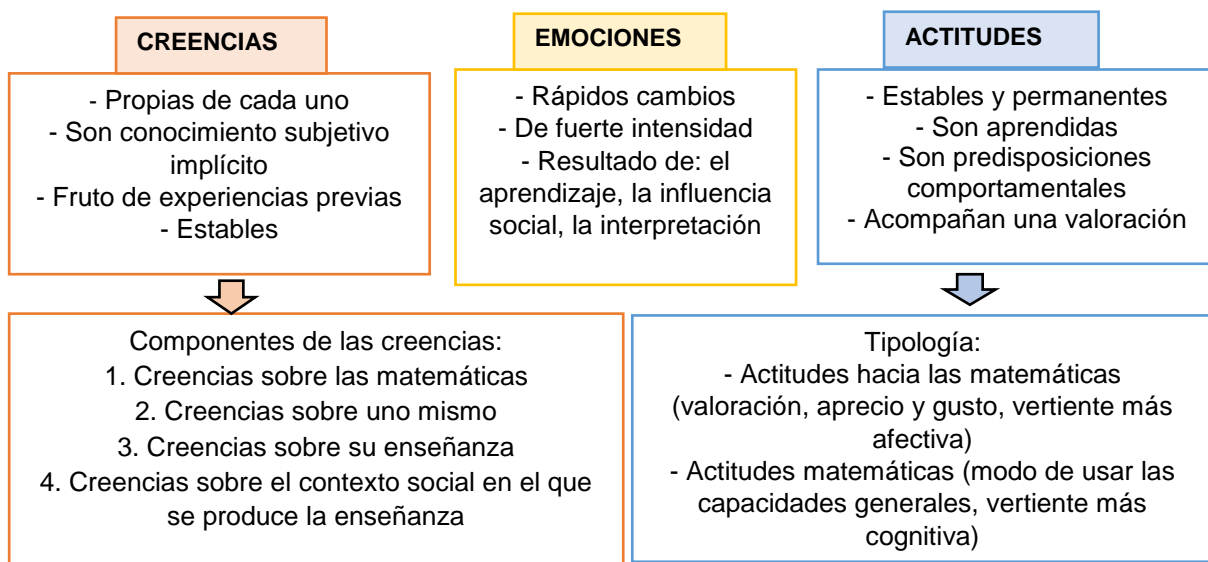 CREENCIAS
- Propias de cada uno
- Son conocimiento subjetivo
implícito
- Fruto de experiencias previas
- Estables
EMOCIONES
- Rápidos cambios
- De fuerte intensidad
- Resultado de: el
aprendizaje, la influencia
social, la interpretación
ACTITUDES
- Estables y permanentes
- Son aprendidas
- Son predisposiciones
comportamentales
- Acompañan una valoración
Componentes de las creencias:
1. Creencias sobre las matemáticas
2. Creencias sobre uno mismo
3. Creencias sobre su enseñanza
4. Creencias sobre el contexto social en el que
se produce la enseñanza
Tipología:
- Actitudes hacia las matemáticas
(valoración, aprecio y gusto, vertiente más
afectiva)
- Actitudes matemáticas (modo de usar las
capacidades generales, vertiente más
cognitiva)